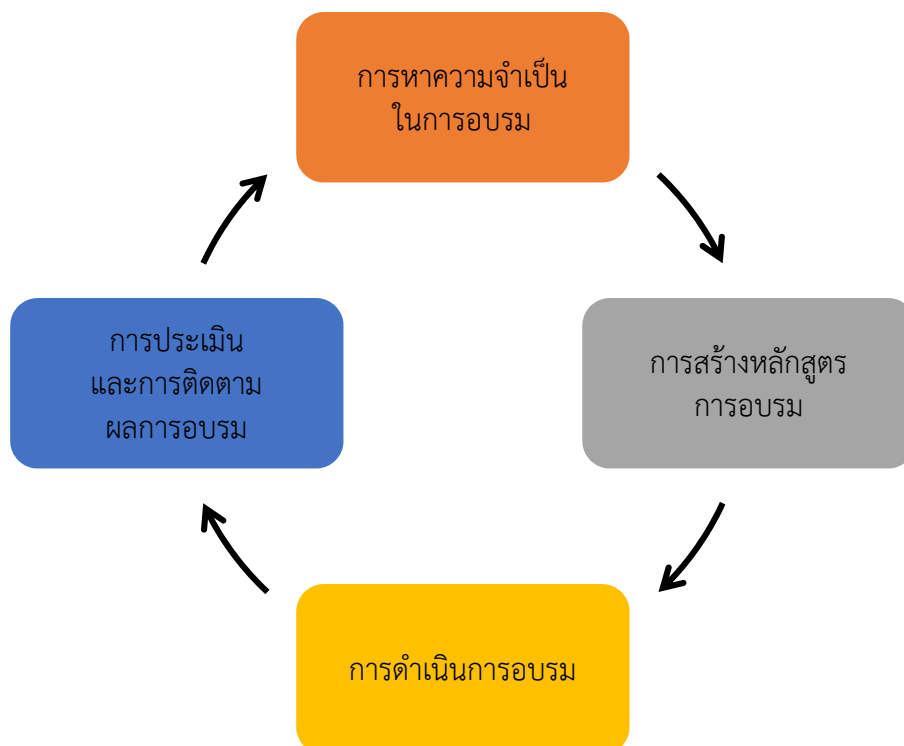 การหาความจำเป็น
ในการอบรม
การสร้างหลักสูตร
การอบรม
การดำเนินการอบรม
การประเมิน
และการติดตาม
ผลการอบรม